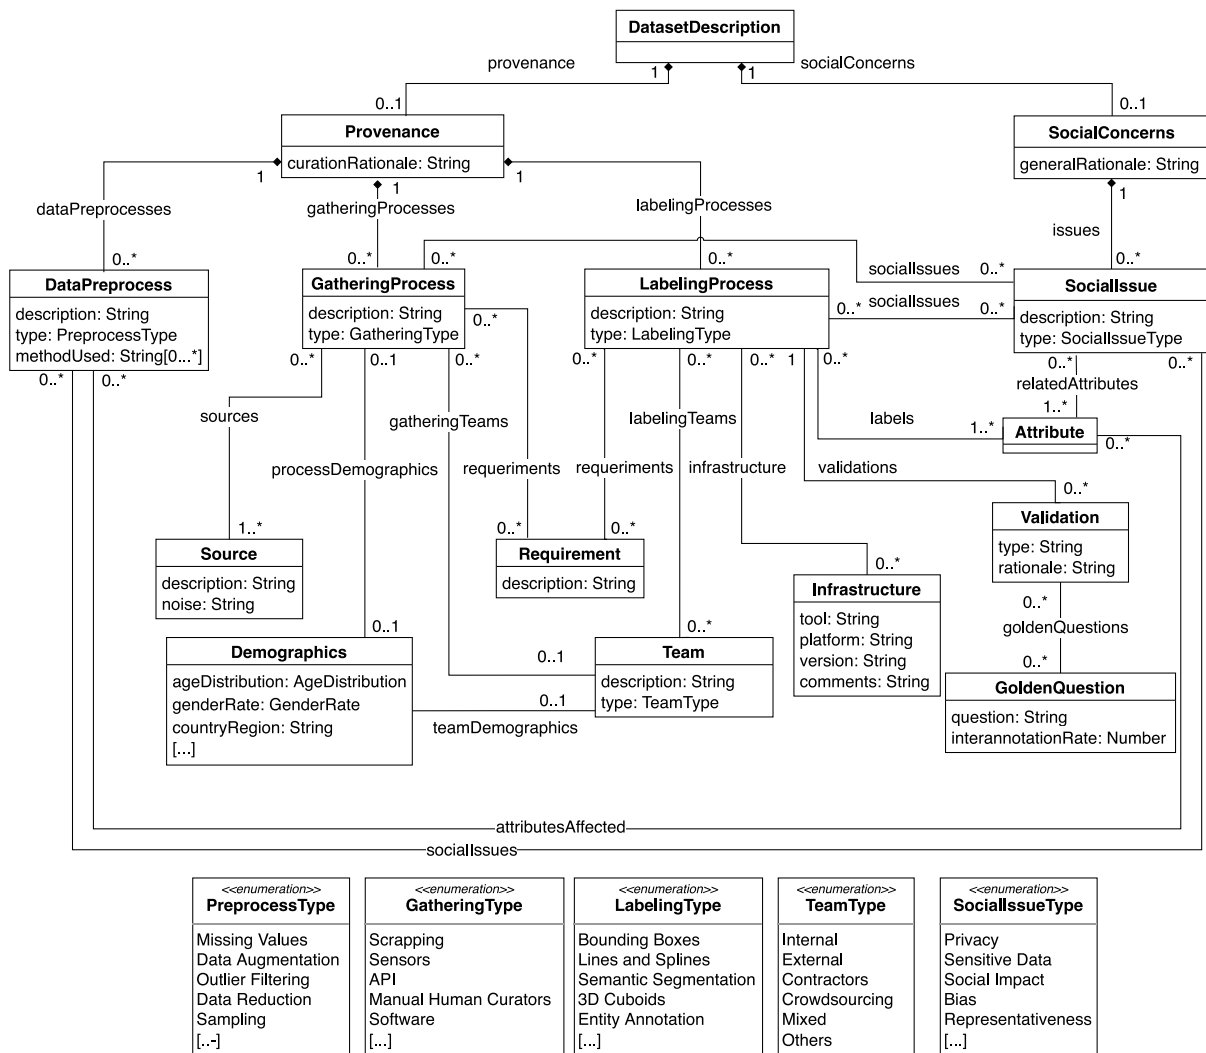 DatasetDescription
provenance
1
1
socialConcerns
0..1
0..1
Provenance
curationRationale: String
SocialConcerns
generalRationale: String
1
1
1
1
dataPreprocesses
gatheringProcesses
labelingProcesses
issues
0..*
0..*
0..*
0..*
socialIssues
0..*
0..*
DataPreprocess
description: String
type: PreprocessType
methodUsed: String[0...*]
GatheringProcess
description: String
type: GatheringType
LabelingProcess
description: String
type: LabelingType
SocialIssue
description: String
type: SocialIssueType
0..*
socialIssues
0..*
0..*
0..*
0..*
0..*
0..1
0..*
0..*
0..*
0..*
1
0..*
0..*
relatedAttributes
1..*
sources
gatheringTeams
labelingTeams
labels
1..*
Attribute
0..*
processDemographics
requeriments
requeriments
infrastructure
validations
0..*
1..*
0..*
0..*
Source
description: String
noise: String
Requirement
description: String
Validation
type: String
rationale: String
0..*
Infrastructure
tool: String
platform: String
version: String
comments: String
0..*
goldenQuestions
0..*
0..1
0..*
Demographics
ageDistribution: AgeDistribution
genderRate: GenderRate
countryRegion: String
[...]
0..1
0..1
teamDemographics
Team
description: String
type: TeamType
GoldenQuestion
question: String
interannotationRate: Number
attributesAffected
socialIssues
<<enumeration>>
PreprocessType
Missing Values
Data Augmentation
Outlier Filtering
Data Reduction
Sampling
[..-]
<<enumeration>>
GatheringType
Scrapping
Sensors
API
Manual Human Curators
Software
[...]
<<enumeration>>
LabelingType
Bounding Boxes
Lines and Splines
Semantic Segmentation
3D Cuboids
Entity Annotation
[...]
<<enumeration>>
TeamType
Internal
External
Contractors
Crowdsourcing
Mixed
Others
<<enumeration>>
SocialIssueType
Privacy
Sensitive Data
Social Impact
Bias
Representativeness
[...]